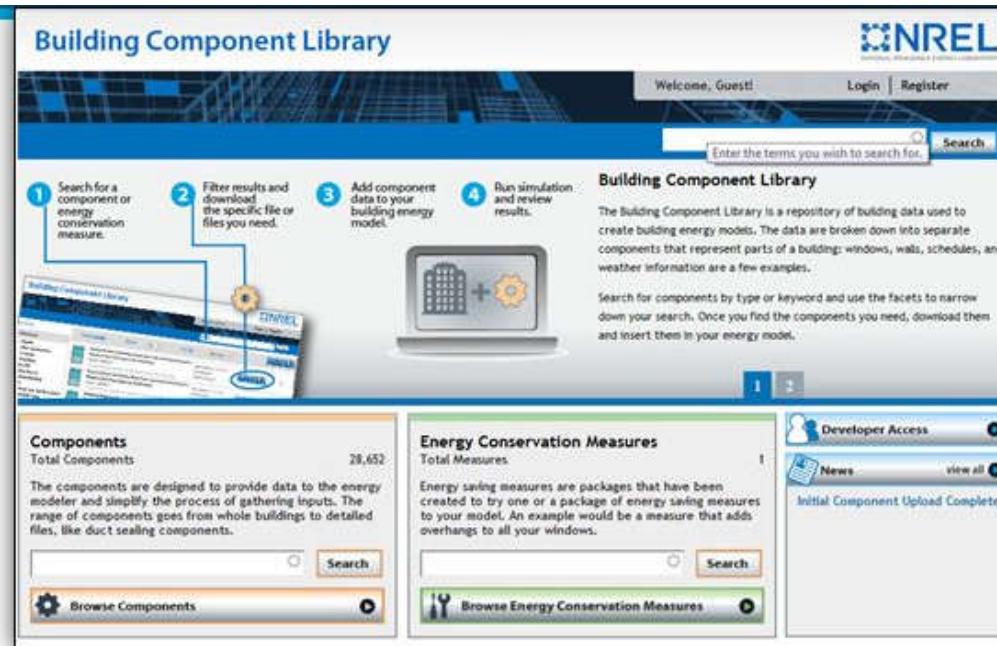 Building Component Library
NREL
Welcome, Guest!
Login | Register
Search
Enter the terms you wish to search for.
1
Search for a
component or
energy
conservation
measure.
2
Filter results and
download
the specific file or
files you need.
3
Add component
data to your
building energy
model.
4
Run simulation
and review
results.
Building Component Library
The Building Component Library is a repository of building data used to
create building energy models. The data are broken down into separate
components that represent parts of a building: windows, walls, schedules, an
weather information are a few examples.
Search for components by type or keyword and use the facets to narrow
down your search. Once you find the components you need, download them
and insert them in your energy model.
Building Component Library
NREL
+
1 2
Components
Total Components 28,652
The components are designed to provide data to the energy
modeler and simplify the process of gathering inputs. The
range of components goes from whole buildings to detailed
files, like duct sealing components.
Search
Browse Components
Energy Conservation Measures
Total Measures 1
Energy saving measures are packages that have been
created to try one or a package of energy saving measures
to your model. An example would be a measure that adds
overhangs to all your windows.
Search
Browse Energy Conservation Measures
Developer Access
News view all
Initial Component Upload Complete